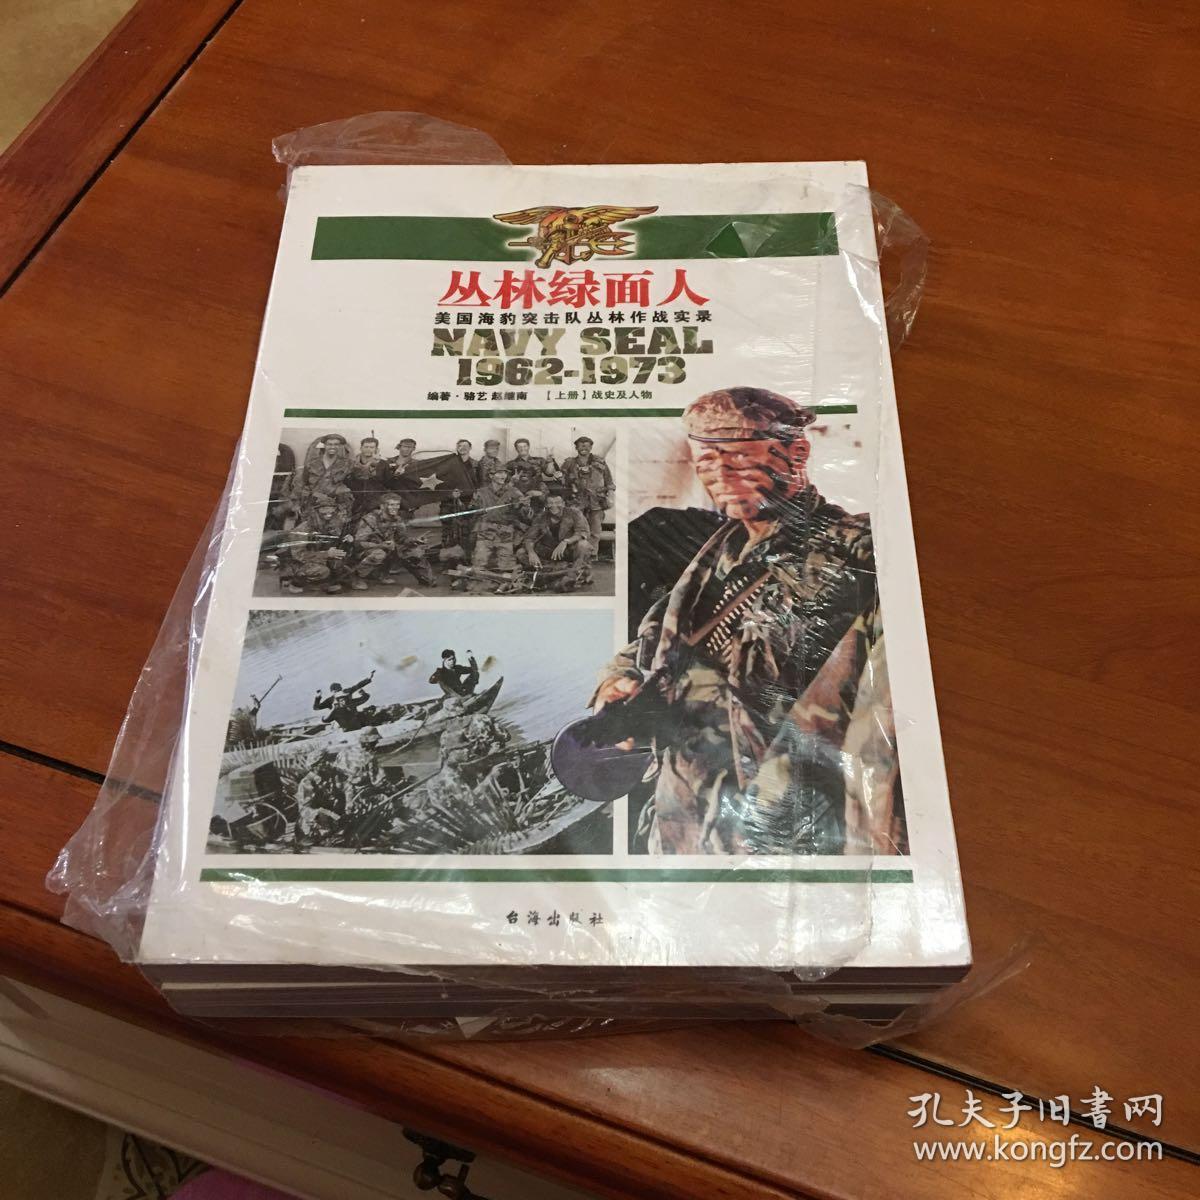 丛林绿面人
美国海豹突击队丛林作战实录
NAVY SEAL
1962-1973
编著·骆艺 赵继南 【上册】战史及人物
台海出版社
孔夫子旧書网
www.kongfz.com